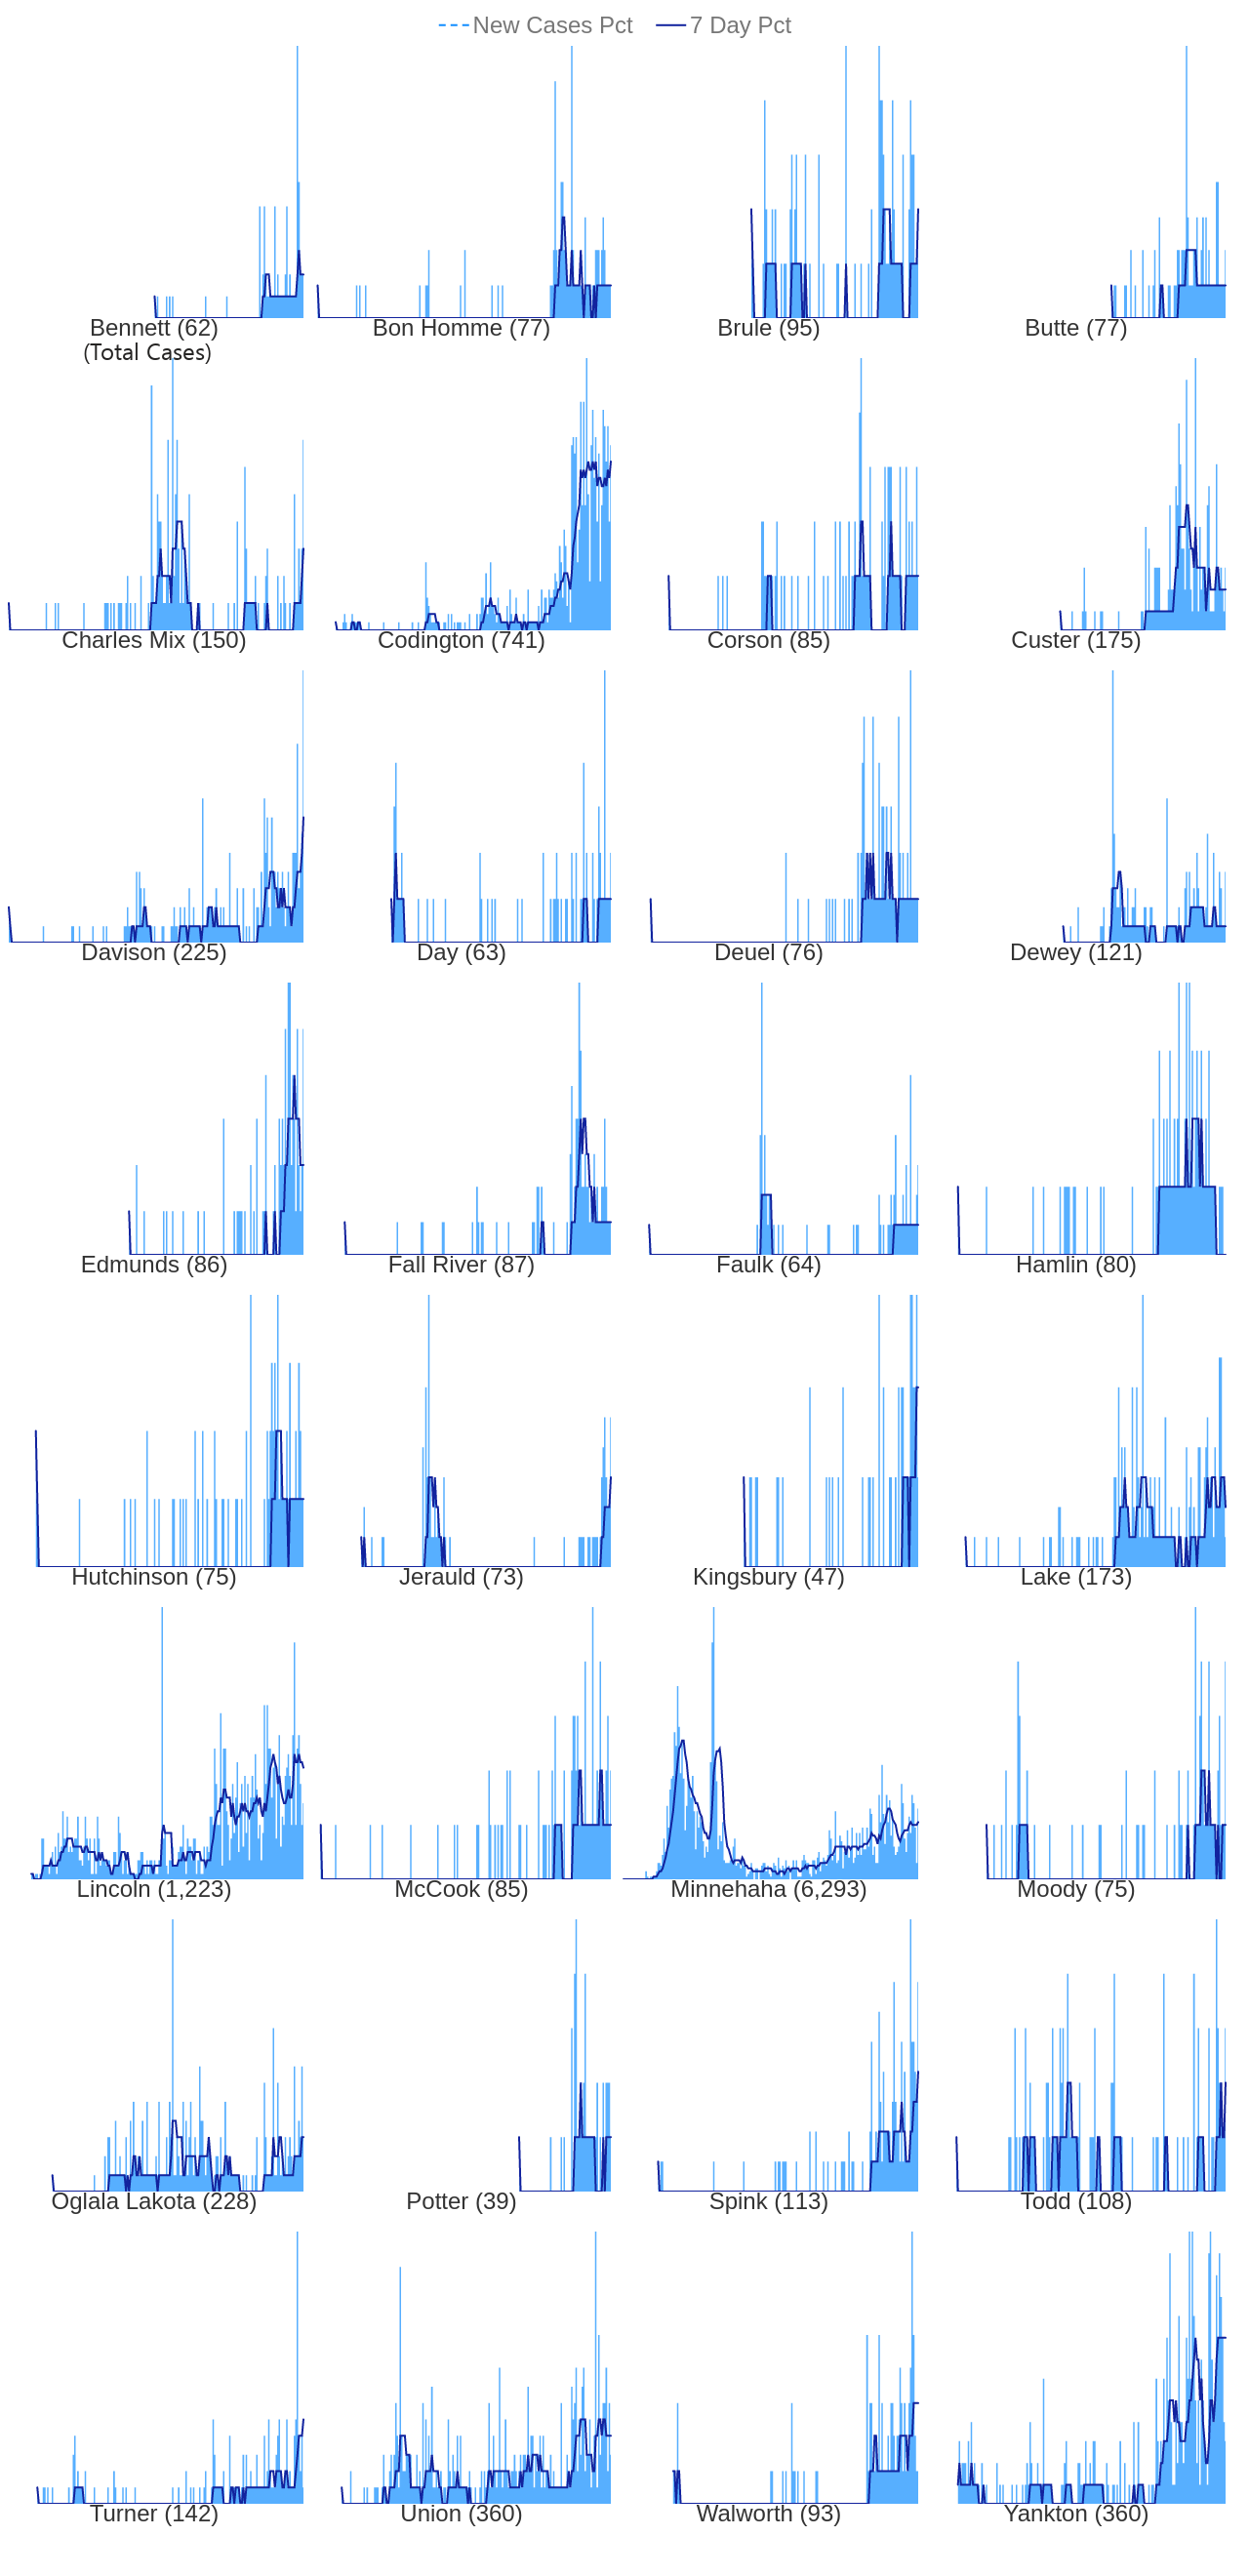 New Cases Pct 7 Day Pct
Bennett (62) Bon Homme (77) Brule (95) Butte (77)
(Total Cases)
Charles Mix (150) Codington (741) Corson (85) Custer (175)
Davison (225) Day (63) Deuel (76) Dewey (121)
Edmunds (86) Fall River (87) Faulk (64) Hamlin (80)
Hutchinson (75) Jerauld (73) Kingsbury (47) Lake (173)
Lincoln (1,223) McCook (85) Minnehaha (6,293) Moody (75)
Oglala Lakota (228) Potter (39) Spink (113) Todd (108)
Turner (142) Union (360) Walworth (93) Yankton (360)